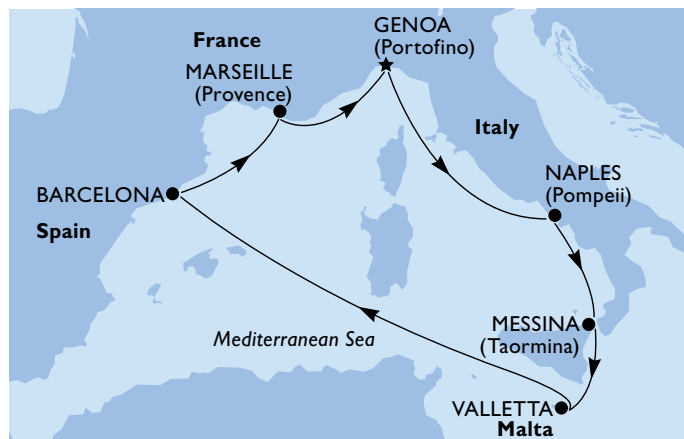 GENOA
(Portofino)
France
MARSEILLE
(Provence)
Italy
NAPLES
(Pompeii)
BARCELONA
Spain
MESSINA
(Taormina)
Mediterranean Sea
VALLETTA
Malta